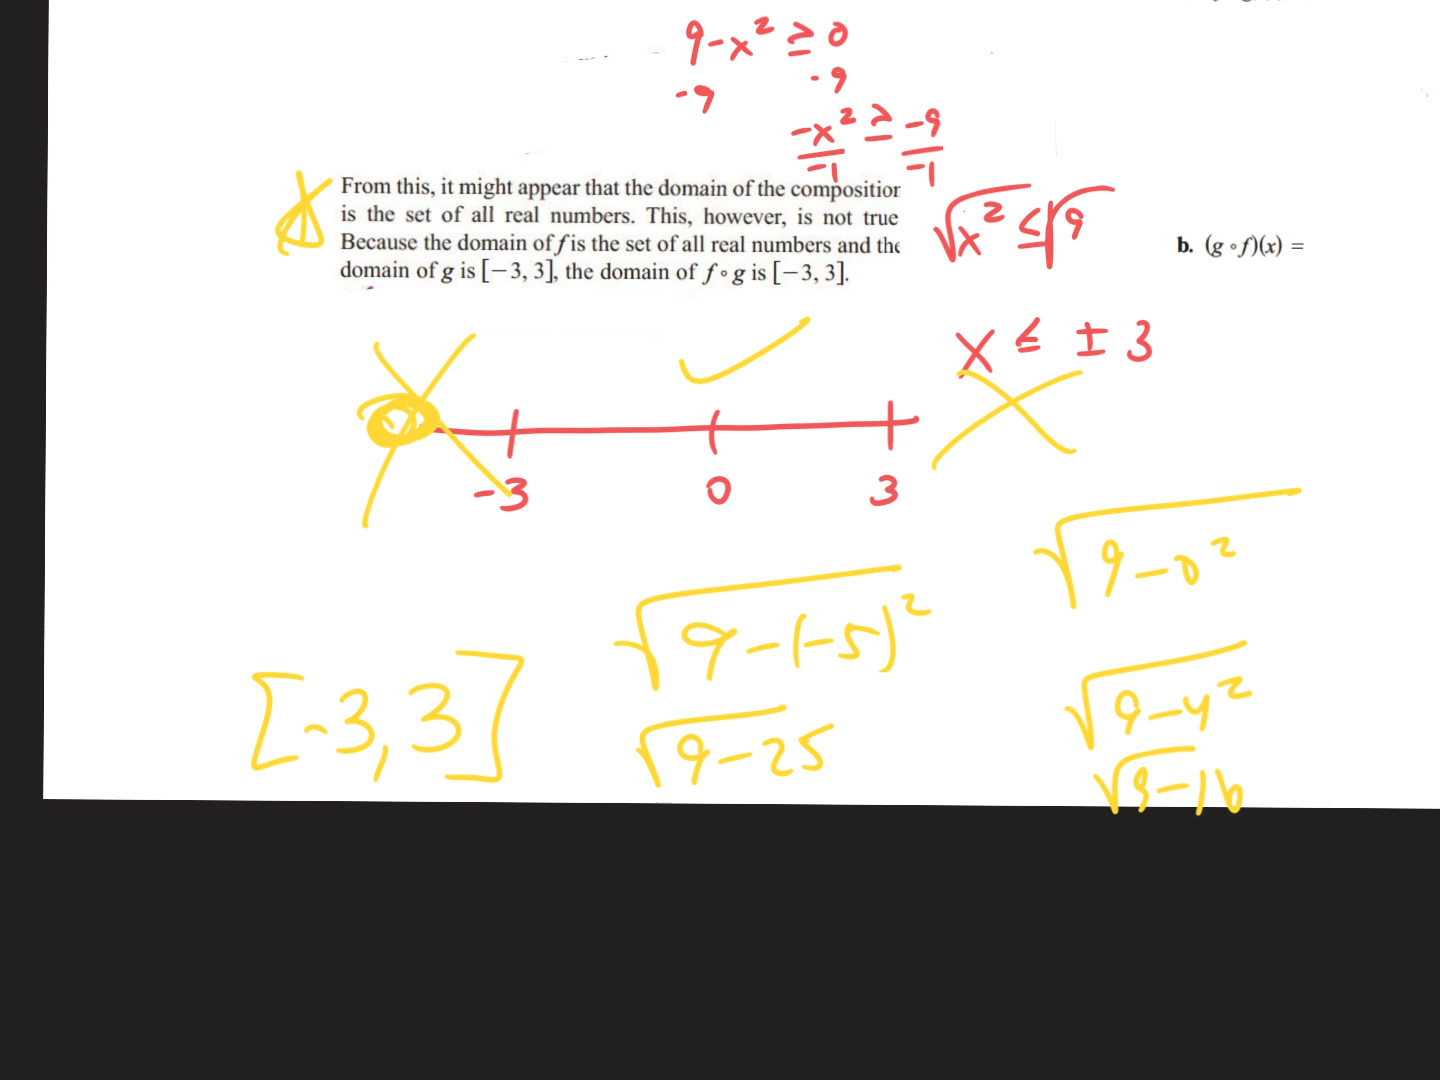 9-x² ≥ 0
-9 -9
-x² ≥ -9
-1 -1
√x² ≤ √9
x ≤ ± 3
From this, it might appear that the domain of the
is the set of all real numbers. This, however, is not true
Because the domain of f is the set of all real numbers and the
domain of g is [−3, 3], the domain of f ∘ g is [−3, 3].
b. (g ∘ f)(x) =
-3 0 3
√9-0²
√9-(-5)²
√9-4²
[-3,3]
√9-25
√9-16